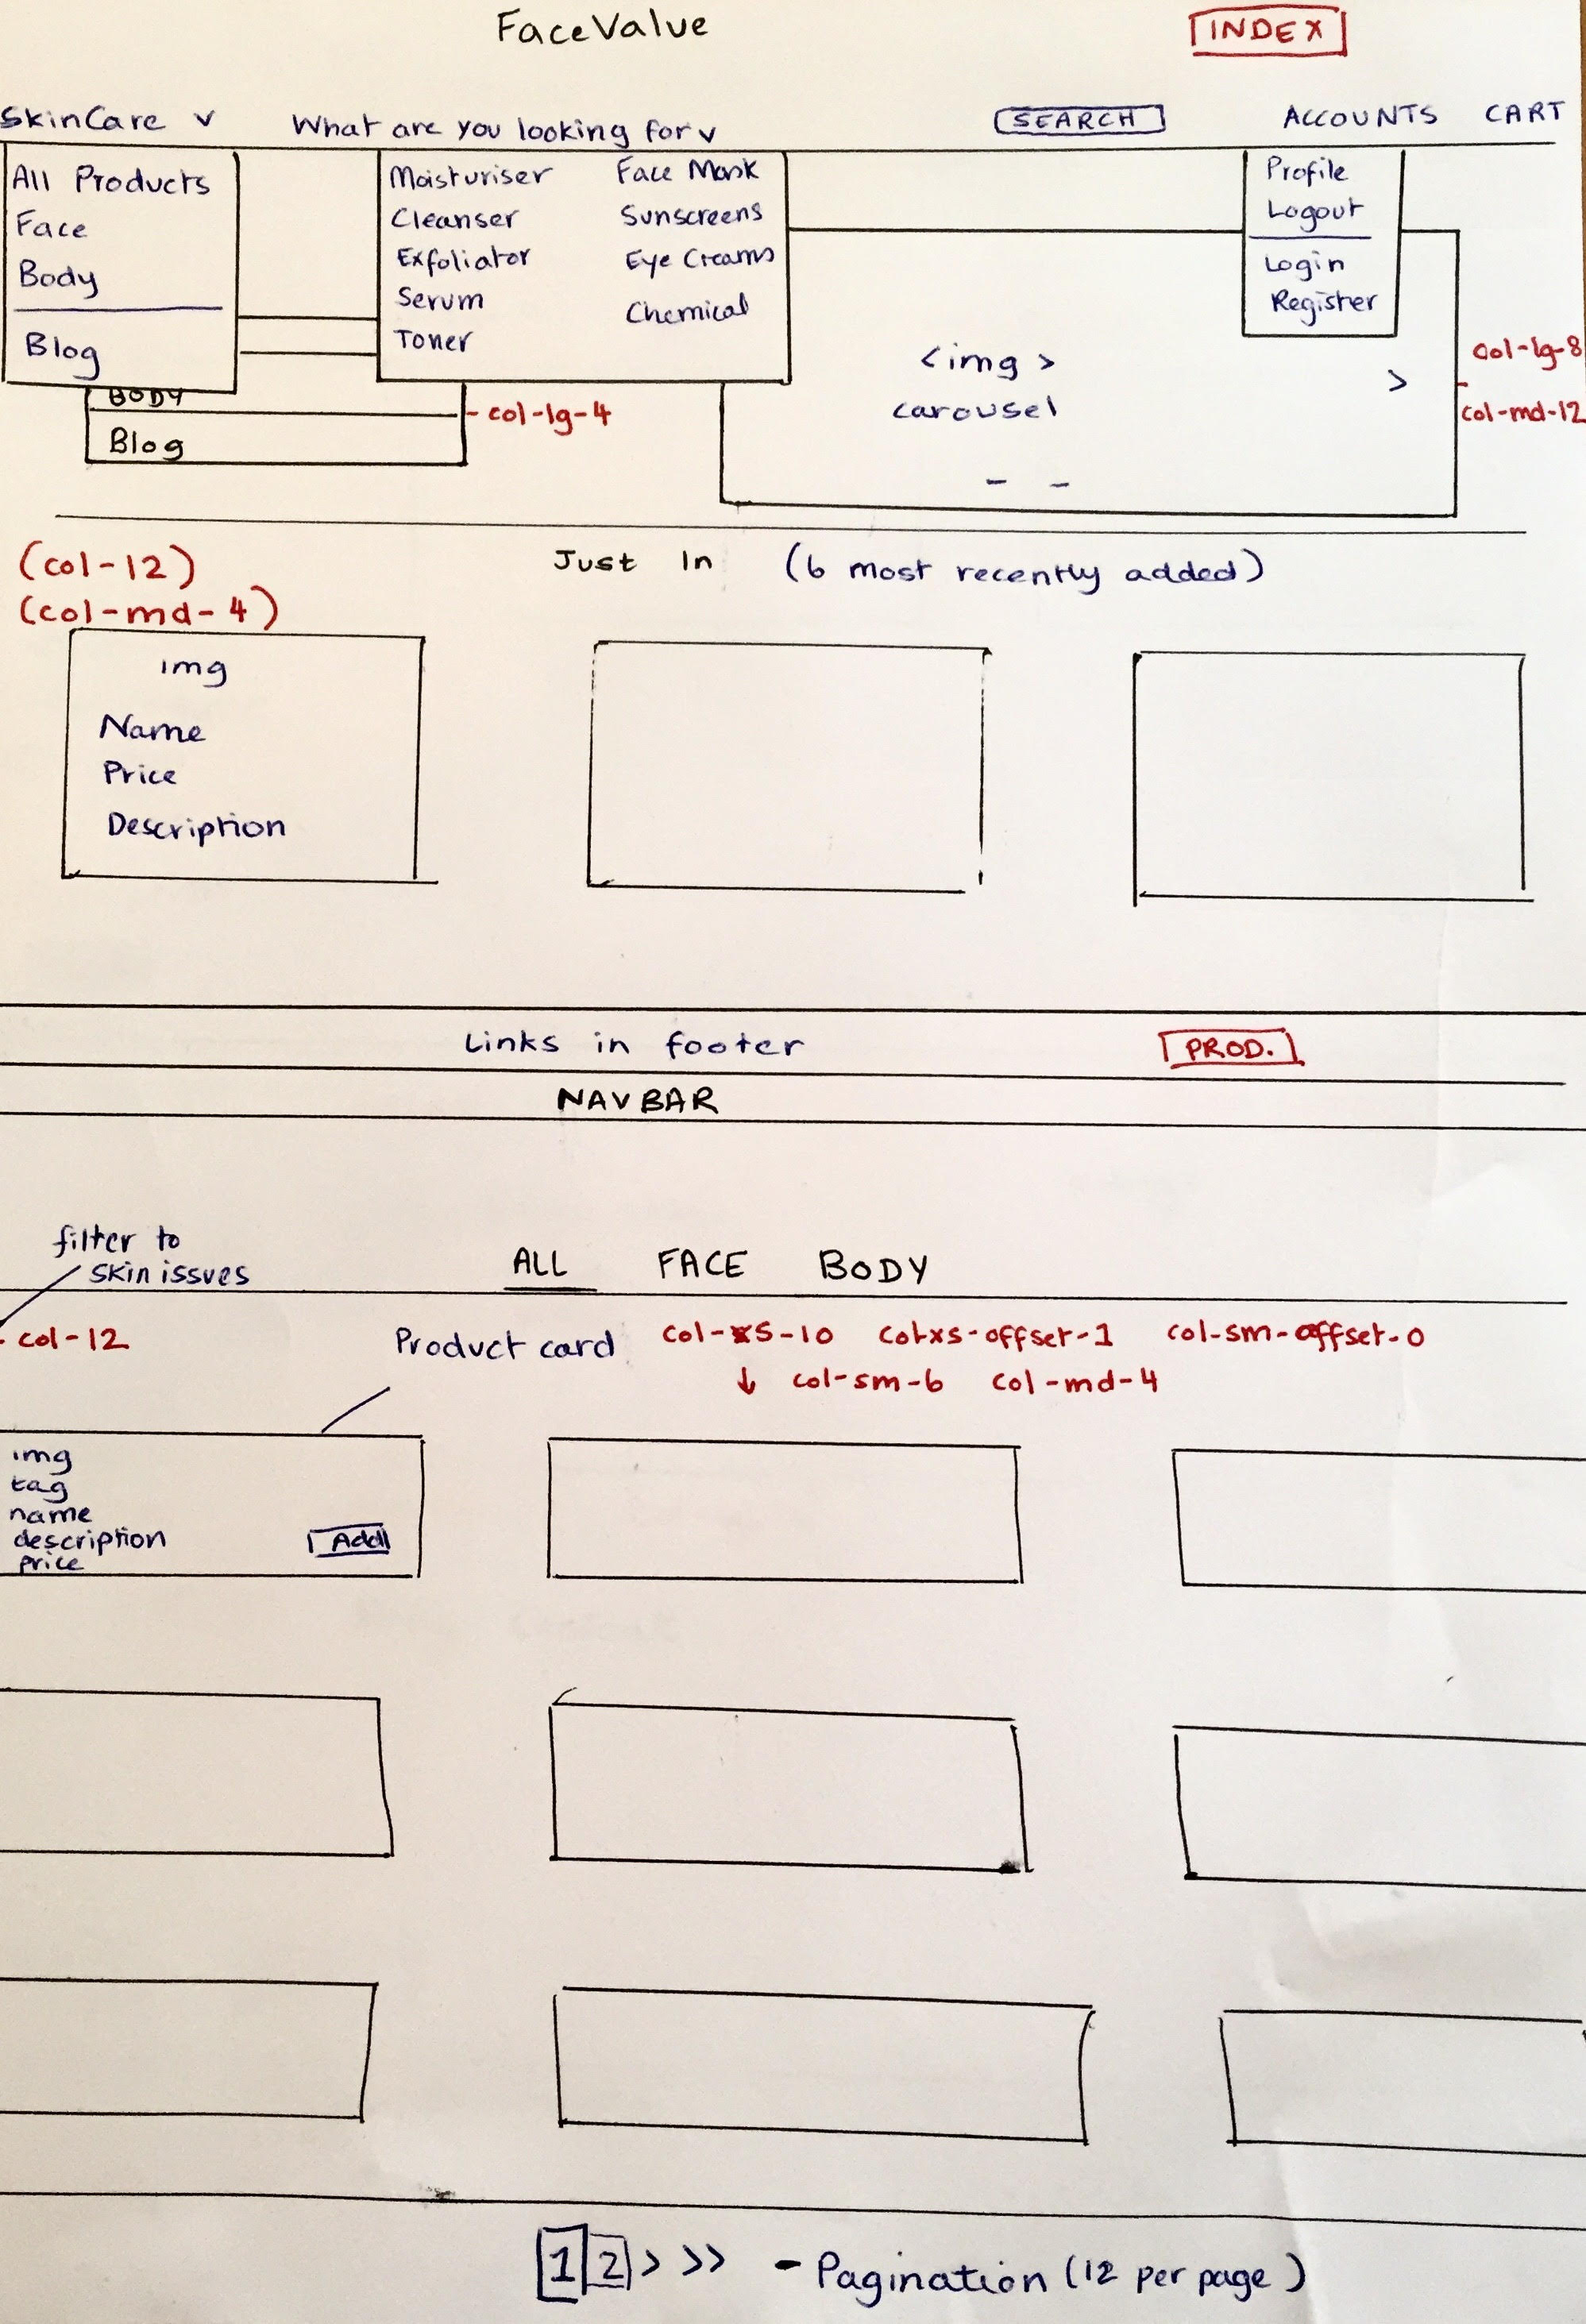 FaceValue
INDEX
SkinCare v
What are you looking for v
SEARCH
ACCOUNTS CART
All Products
Face
Body
Blog
Moisturiser
Cleanser
Exfoliator
Serum
Toner
Face Mask
Sunscreens
Eye Creams
Chemical
Profile
Logout
Login
Register
BODY
Blog
- col-lg-4
<img >
carousel
>
- -
col-lg-8
col-md-12
(col-12)
(col-md-4)
Just In (6 most recently added)
img
Name
Price
Description
Links in footer
PROD.
NAVBAR
filter to
skin issues
ALL FACE BODY
col-12
Product card
col-xs-10 colxs-offset-1 col-sm-offset-0
↓ col-sm-6 col-md-4
img
tag
name
description
price
Add
1 2 > >> - Pagination (12 per page)